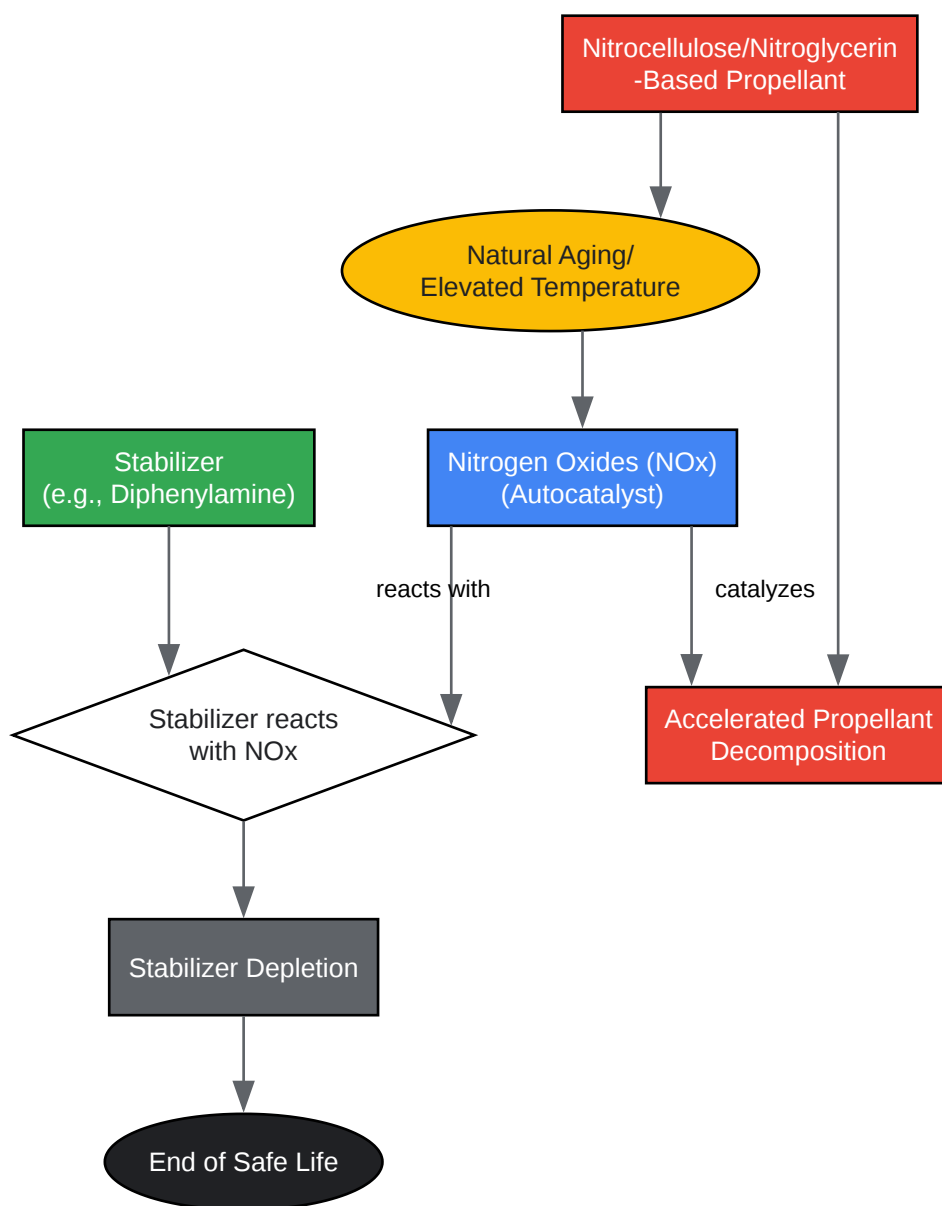 Nitrocellulose/Nitroglycerin
-Based Propellant
Natural Aging/
Elevated Temperature
Stabilizer
(e.g., Diphenylamine)
Nitrogen Oxides (NOx)
(Autocatalyst)
reacts with
catalyzes
Stabilizer reacts
with NOx
Accelerated Propellant
Decomposition
Stabilizer Depletion
End of Safe Life